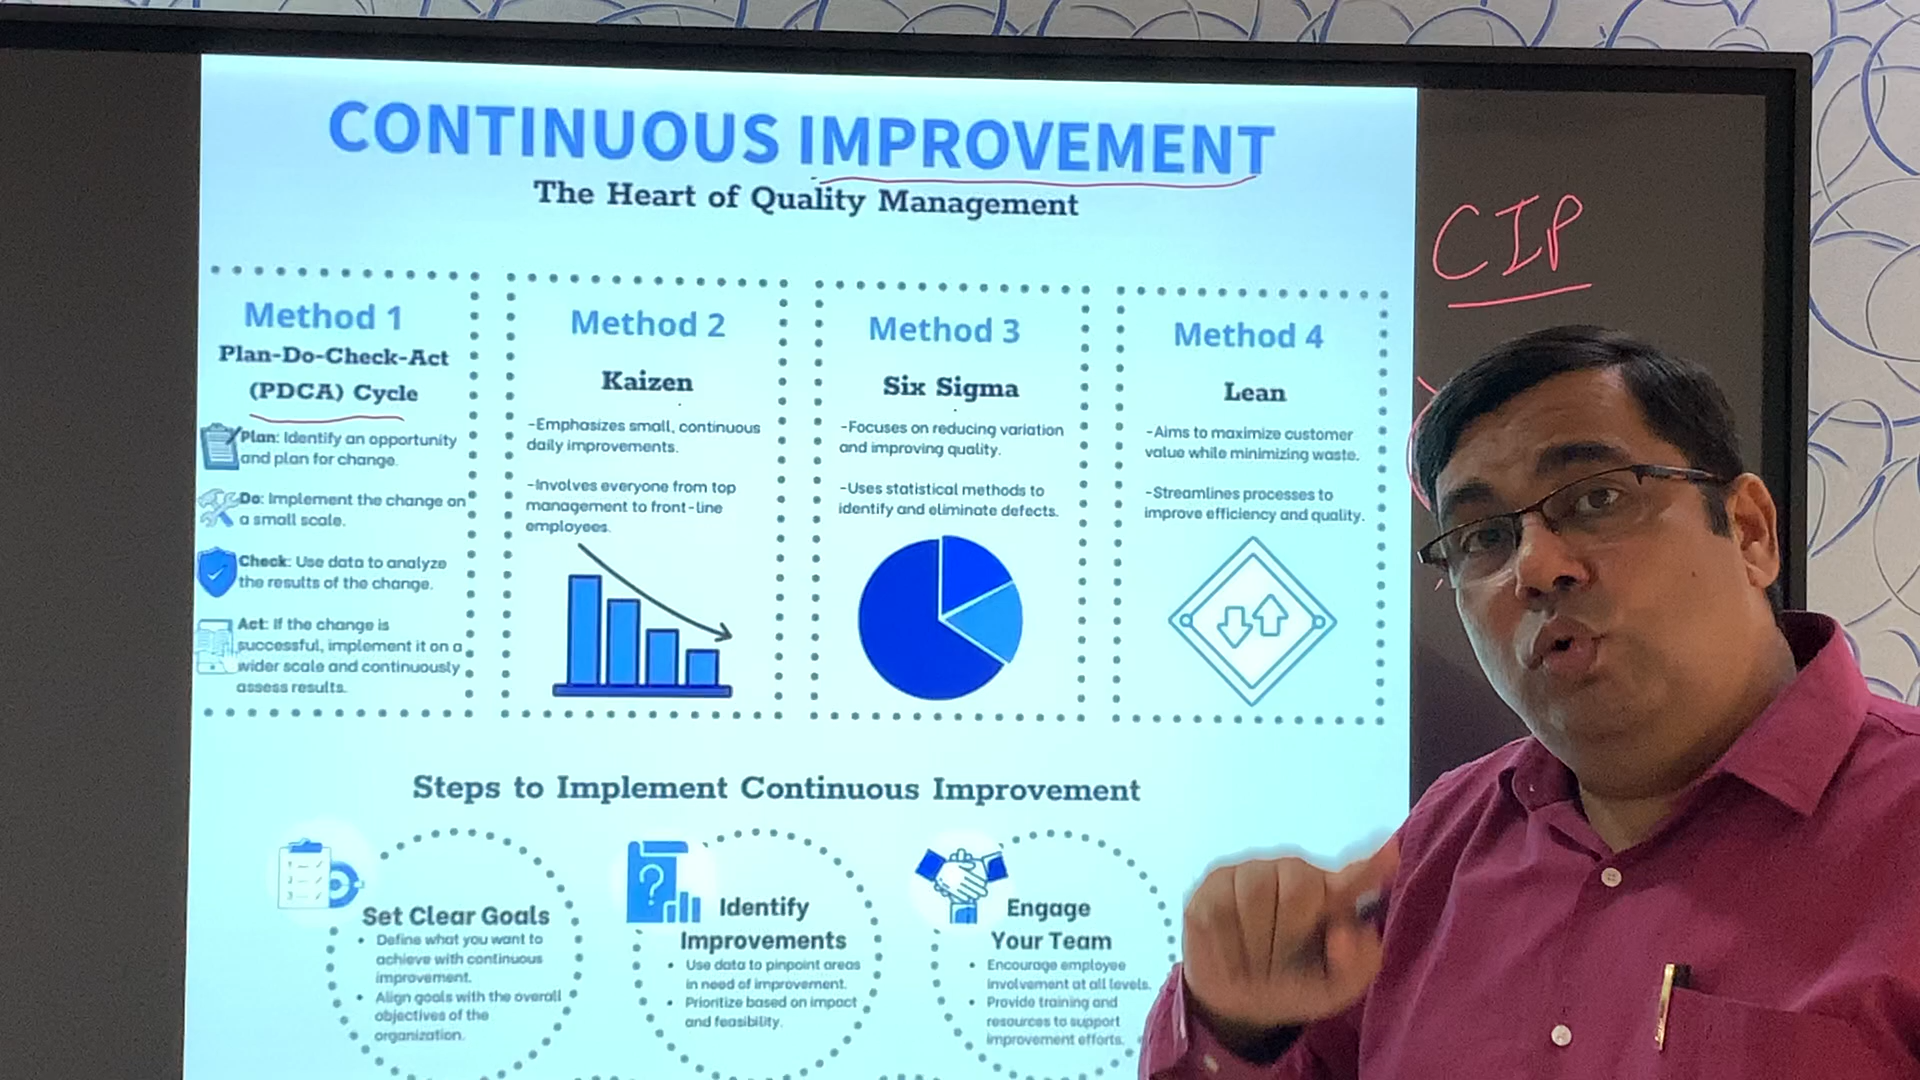 CONTINUOUS IMPROVEMENT
The Heart of Quality Management
CIP
Method 1
Plan-Do-Check-Act
(PDCA) Cycle
Plan: Identify an opportunity
and plan for change.
Do: Implement the change on
a small scale.
Check: Use data to analyze
the results of the change.
Act: If the change is
successful, implement it on a
wider scale and continuously
assess results.
Method 2
Kaizen
-Emphasizes small, continuous
daily improvements.
-Involves everyone from top
management to front-line
employees.
Method 3
Six Sigma
-Focuses on reducing variation
and improving quality.
-Uses statistical methods to
identify and eliminate defects.
Method 4
Lean
-Aims to maximize customer
value while minimizing waste.
-Streamlines processes to
improve efficiency and quality.
Steps to Implement Continuous Improvement
Set Clear Goals
• Define what you want to
achieve with continuous
improvement.
• Align goals with the overall
objectives of the
organization.
?
Identify
Improvements
• Use data to pinpoint areas
in need of improvement.
• Prioritize based on impact
and feasibility.
Engage
Your Team
• Encourage employee
involvement at all levels.
• Provide training and
resources to support
improvement efforts.